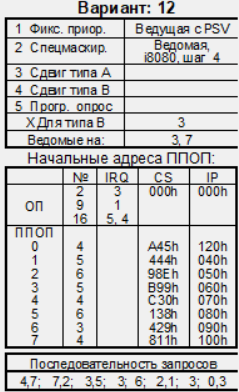 Вариант: 12
1 Фикс. приор. Ведущая с PSV
2 Спецмаскир. Ведомая, i8080, шаг 4
3 Сдвиг типа А
4 Сдвиг типа В
5 Прогр. опрос
X Для типа В 3
Ведомые на: 3, 7
Начальные адреса ППОП:
№ IRQ CS IP
ОП 2 3 000h 000h
9 1
16 5, 4
ППОП
0 4 A45h 120h
1 5 444h 040h
2 6 98Eh 050h
3 5 B99h 060h
4 4 C30h 070h
5 6 138h 080h
6 3 429h 090h
7 4 811h 100h
Последовательность запросов
4,7; 7,2; 3,5; 3; 6; 2,1; 3; 0,3